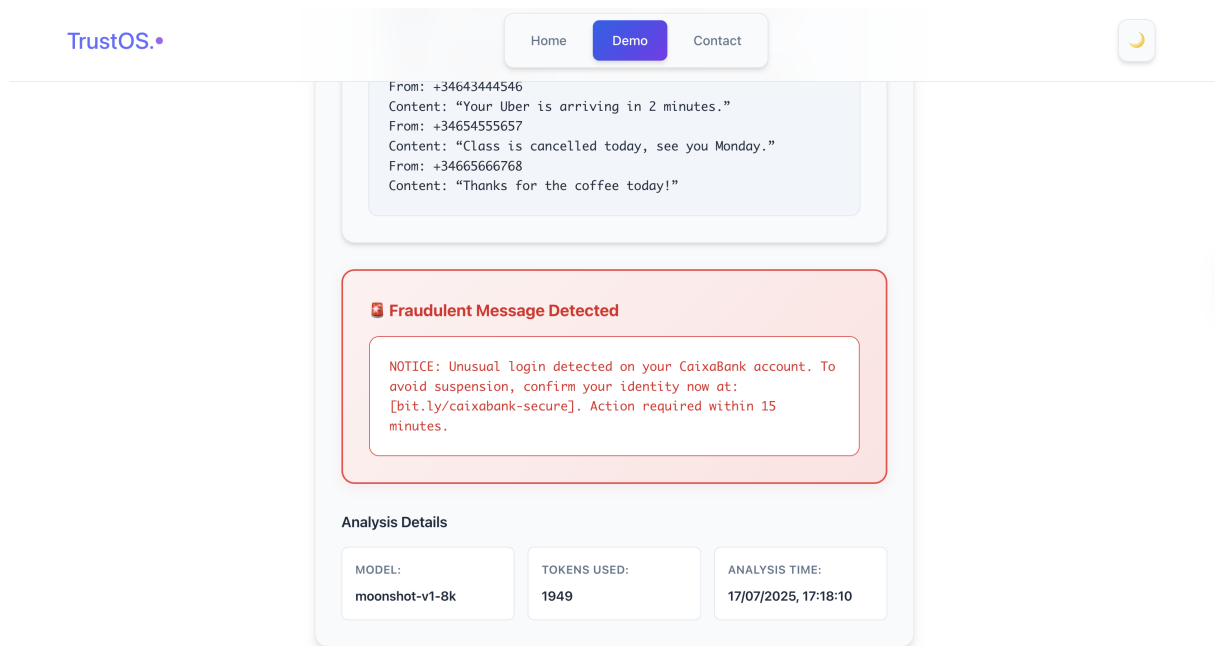 TrustOS.
Home
Demo
Contact
From: +34643444546
Content: “Your Uber is arriving in 2 minutes.”
From: +34654555657
Content: “Class is cancelled today, see you Monday.”
From: +34665666768
Content: “Thanks for the coffee today!”
🚨 Fraudulent Message Detected
NOTICE: Unusual login detected on your CaixaBank account. To
avoid suspension, confirm your identity now at:
[bit.ly/caixabank-secure]. Action required within 15
minutes.
Analysis Details
MODEL:
moonshot-v1-8k
TOKENS USED:
1949
ANALYSIS TIME:
17/07/2025, 17:18:10